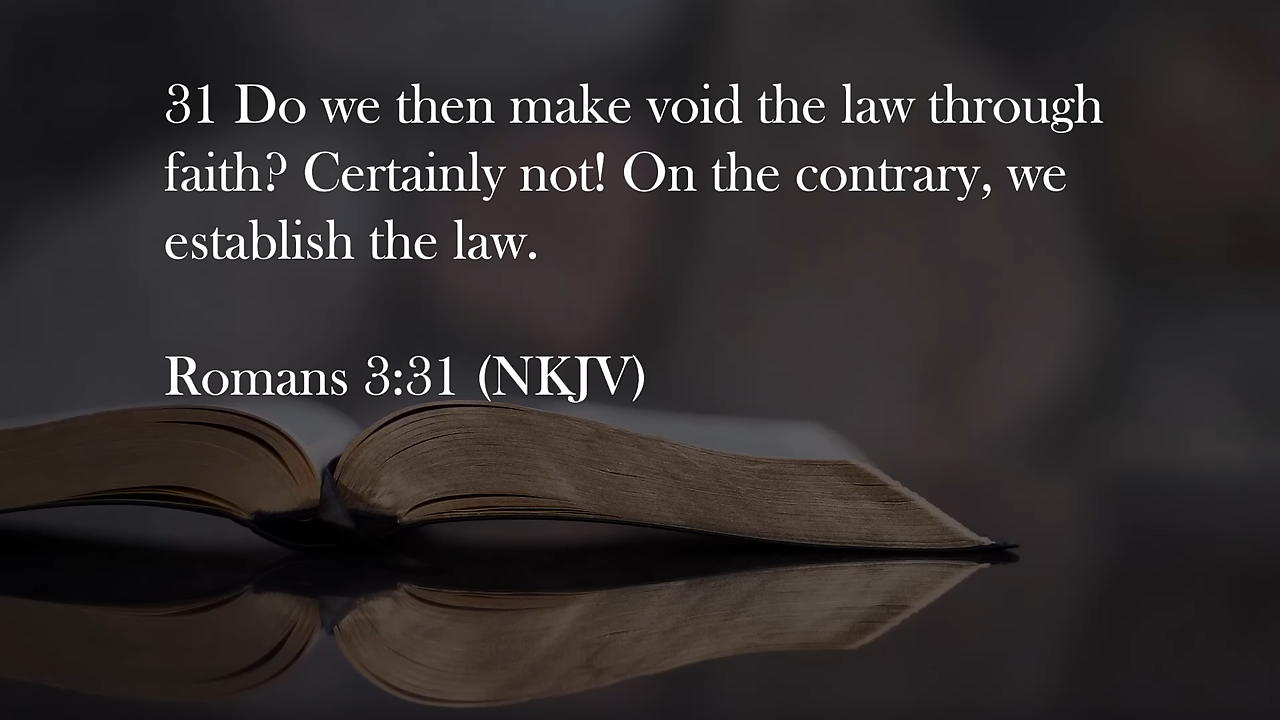 31 Do we then make void the law through
faith? Certainly not! On the contrary, we
establish the law.
Romans 3:31 (NKJV)